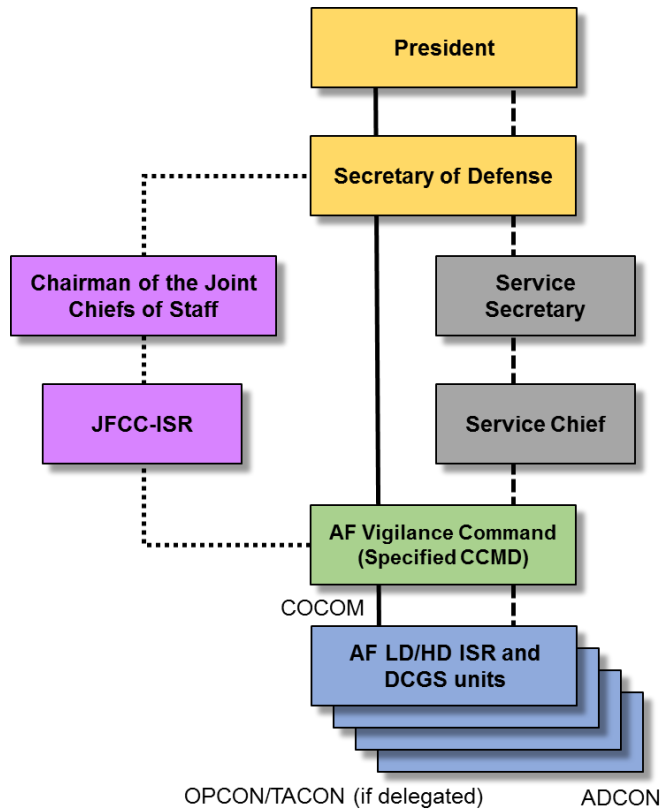 President
Secretary of Defense
Chairman of the Joint
Chiefs of Staff
Service
Secretary
JFCC-ISR
Service Chief
AF Vigilance Command
(Specified CCMD)
COCOM
AF LD/HD ISR and
DCGS units
OPCON/TACON (if delegated)
ADCON